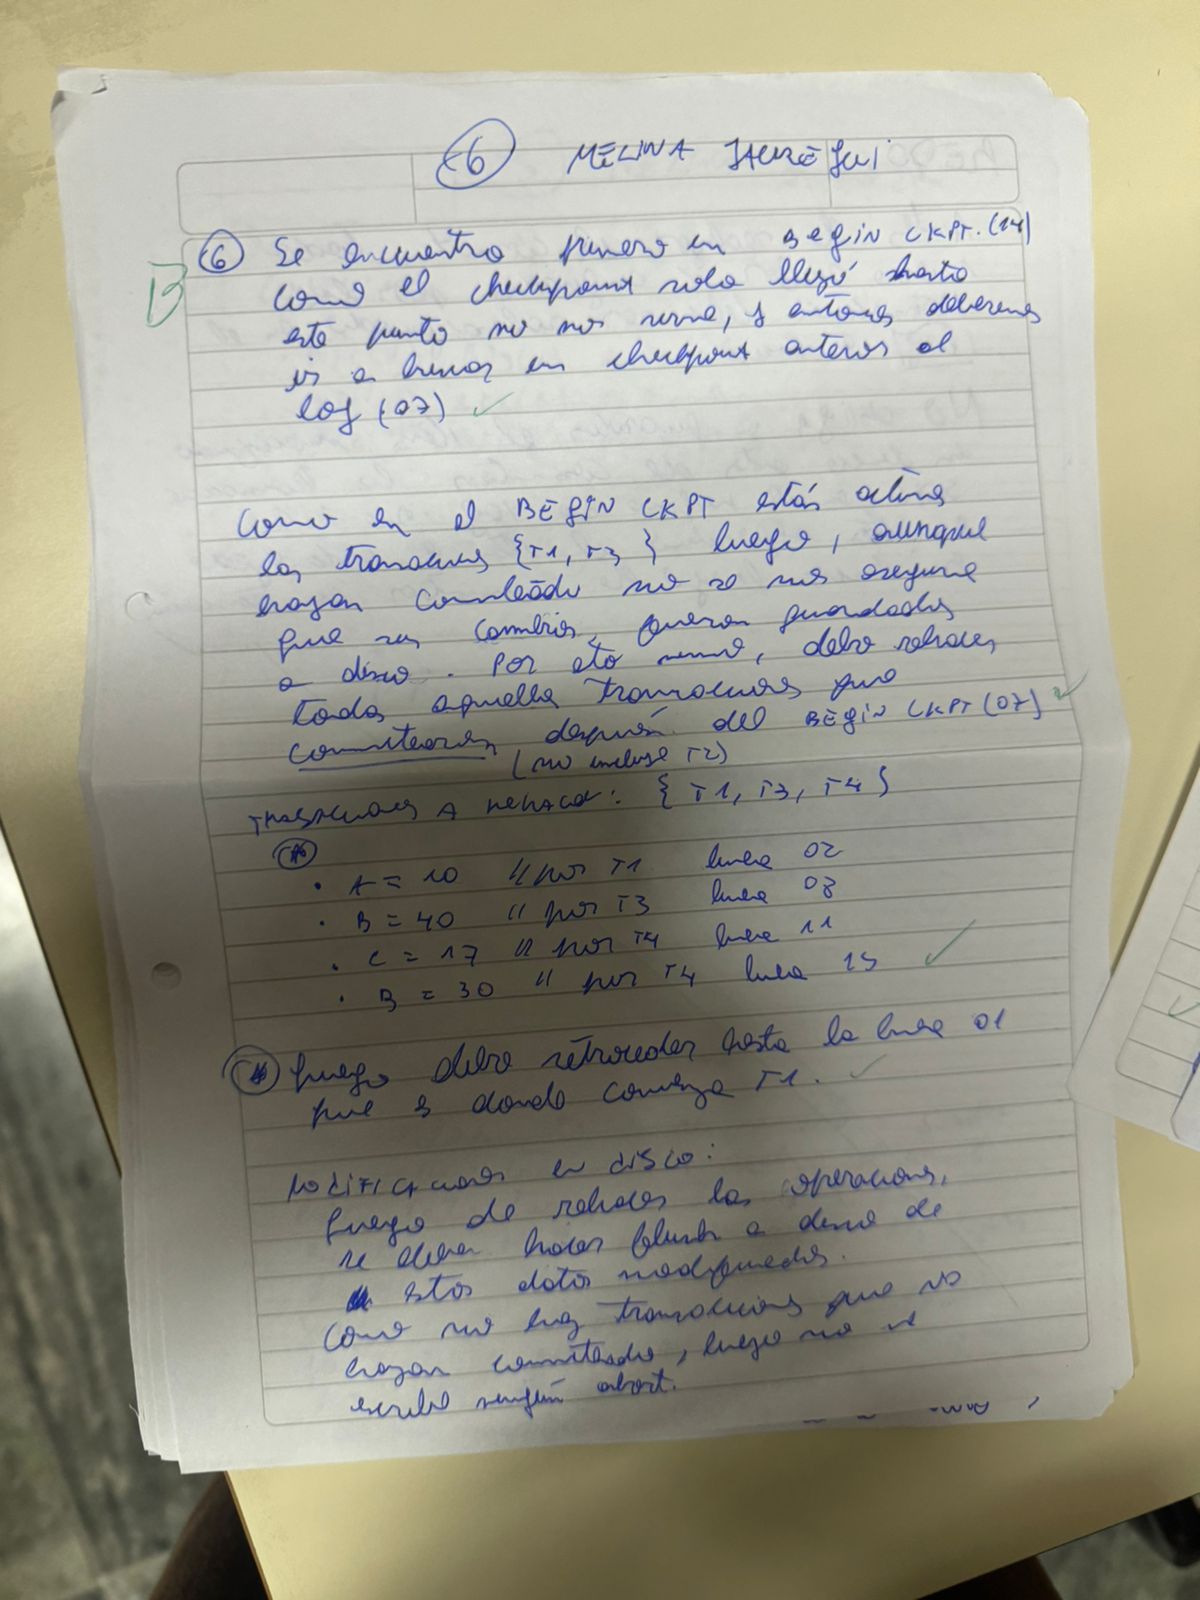 6 MELINA JAUREGUI
B
6 Se encuentra primero un BEGIN CKPT. (14)
como el checkpoint solo llegó hasta
este punto no nos sirve, y entonces deberemos
ir a buscar un checkpoint anterior al
log (07)
Como en el BEGIN CKPT están activas
las transacciones {T1, T3} luego, aunque
hayan commiteado no se nos asegura
que sus cambios fueran guardados
a disco. Por eto mismo, debo rehacer
todas aquellas transacciones que
commitearon después del BEGIN CKPT (07)
(no incluye T2)
TRANSACCIONES A REHACER: { T1, T3, T4 }
• A = 10 // por T1 linea 02
• B = 40 // por T3 linea 03
• C = 17 // por T4 linea 11
• B = 30 // por T4 linea 15
luego debo retroceder hasta la linea 01
que es donde comienza T1.
MODIFICACIONES EN DISCO:
luego de rehacer las operaciones,
se deben hacer flush a disco de
estos datos modificados.
Como no hay transacciones que no
hayan commiteado, luego no se
escribe ningún abort.